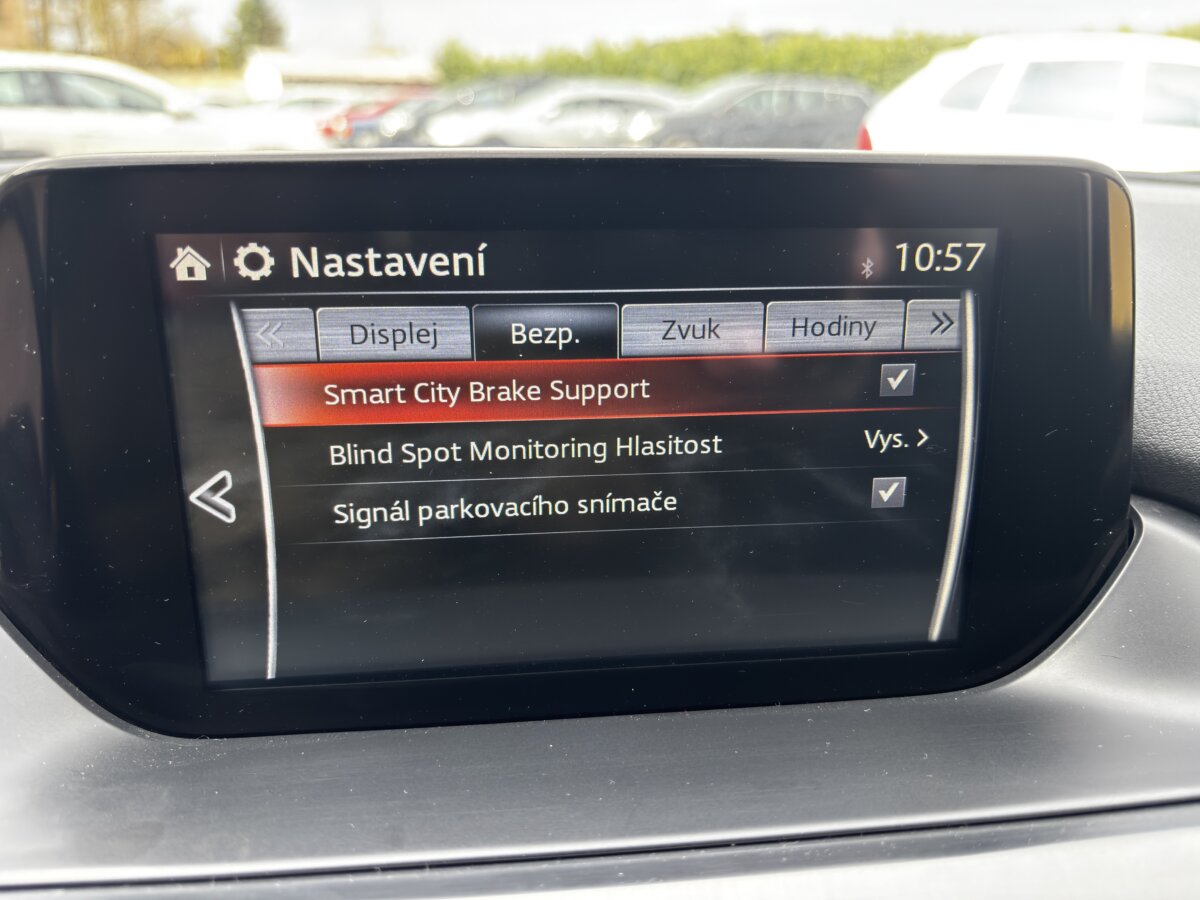 Nastavení 10:57
Displej Bezp. Zvuk Hodiny
Smart City Brake Support
Blind Spot Monitoring Hlasitost Vys.
Signál parkovacího snímače